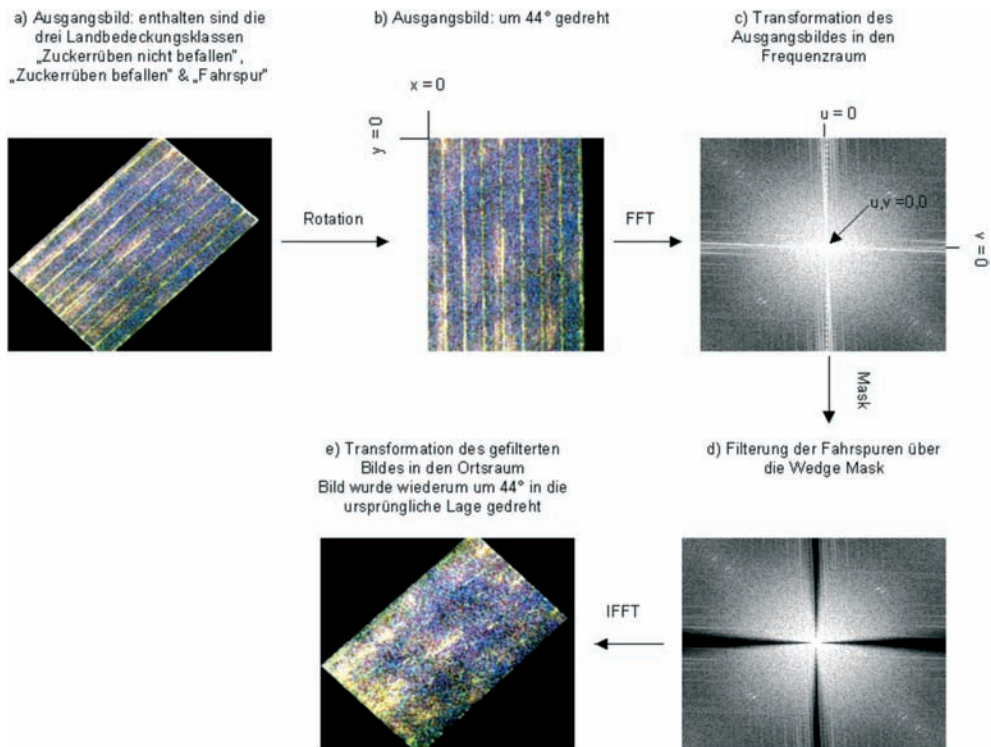 a) Ausgangsbild: enthalten sind die
drei Landbedeckungsklassen
„Zuckerrüben nicht befallen",
„Zuckerrüben befallen" & „Fahrspur"
b) Ausgangsbild: um 44° gedreht
c) Transformation des
Ausgangsbildes in den
Frequenzraum
x = 0
y = 0
u = 0
u,v =0,0
v = 0
Rotation
FFT
Mask
e) Transformation des gefilterten
Bildes in den Ortsraum
Bild wurde wiederum um 44° in die
ursprüngliche Lage gedreht
d) Filterung der Fahrspuren über
die Wedge Mask
IFFT